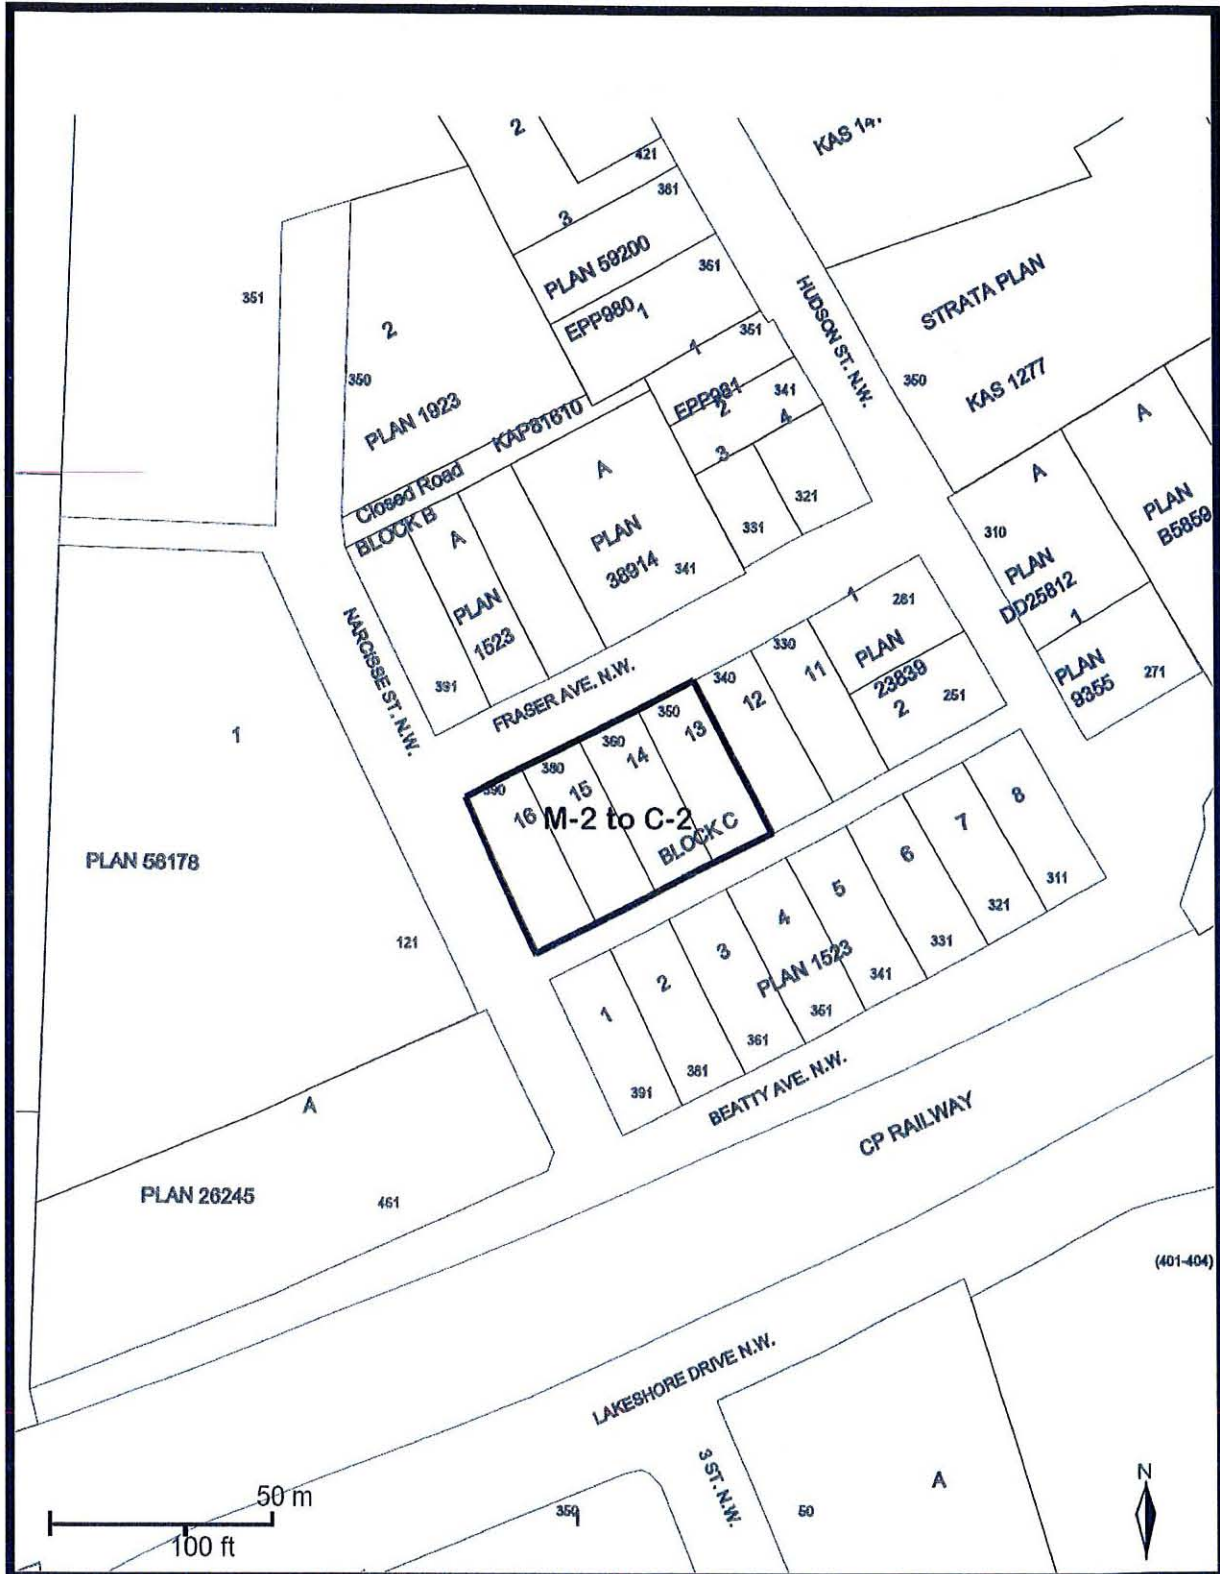 2
421
KAS 14
381
3
PLAN 59200
361
EPP980
1
351
HUDSON ST. N.W.
STRATA PLAN
KAS 1277
350
2
350
PLAN 1923
1
351
EPP981
2
341
3
4
331
321
Closed Road
KAP81610
BLOCK B
A
PLAN
1523
391
A
PLAN
38914
341
A
310
PLAN
DD25812
A
PLAN
B5859
1
PLAN
9355
271
NARCISSE ST. N.W.
FRASER AVE. N.W.
1
281
PLAN
23839
2
251
330
11
340
12
350
13
360
14
380
15
390
16
M-2 to C-2
BLOCK C
1
PLAN 58178
121
1
2
3
4
5
6
7
8
PLAN 1523
391
381
361
351
341
331
321
311
BEATTY AVE. N.W.
A
PLAN 26245
461
CP RAILWAY
(401-404)
LAKESHORE DRIVE N.W.
3 ST. N.W.
A
50
350
1
50 m
100 ft
N